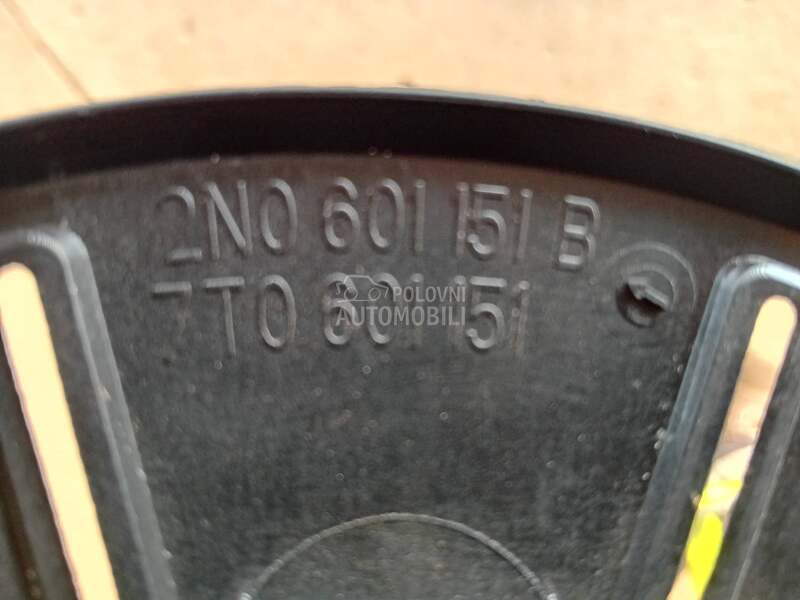 2N0 601 151 B
7T0 601 151
POLOVNI
AUTOMOBILI